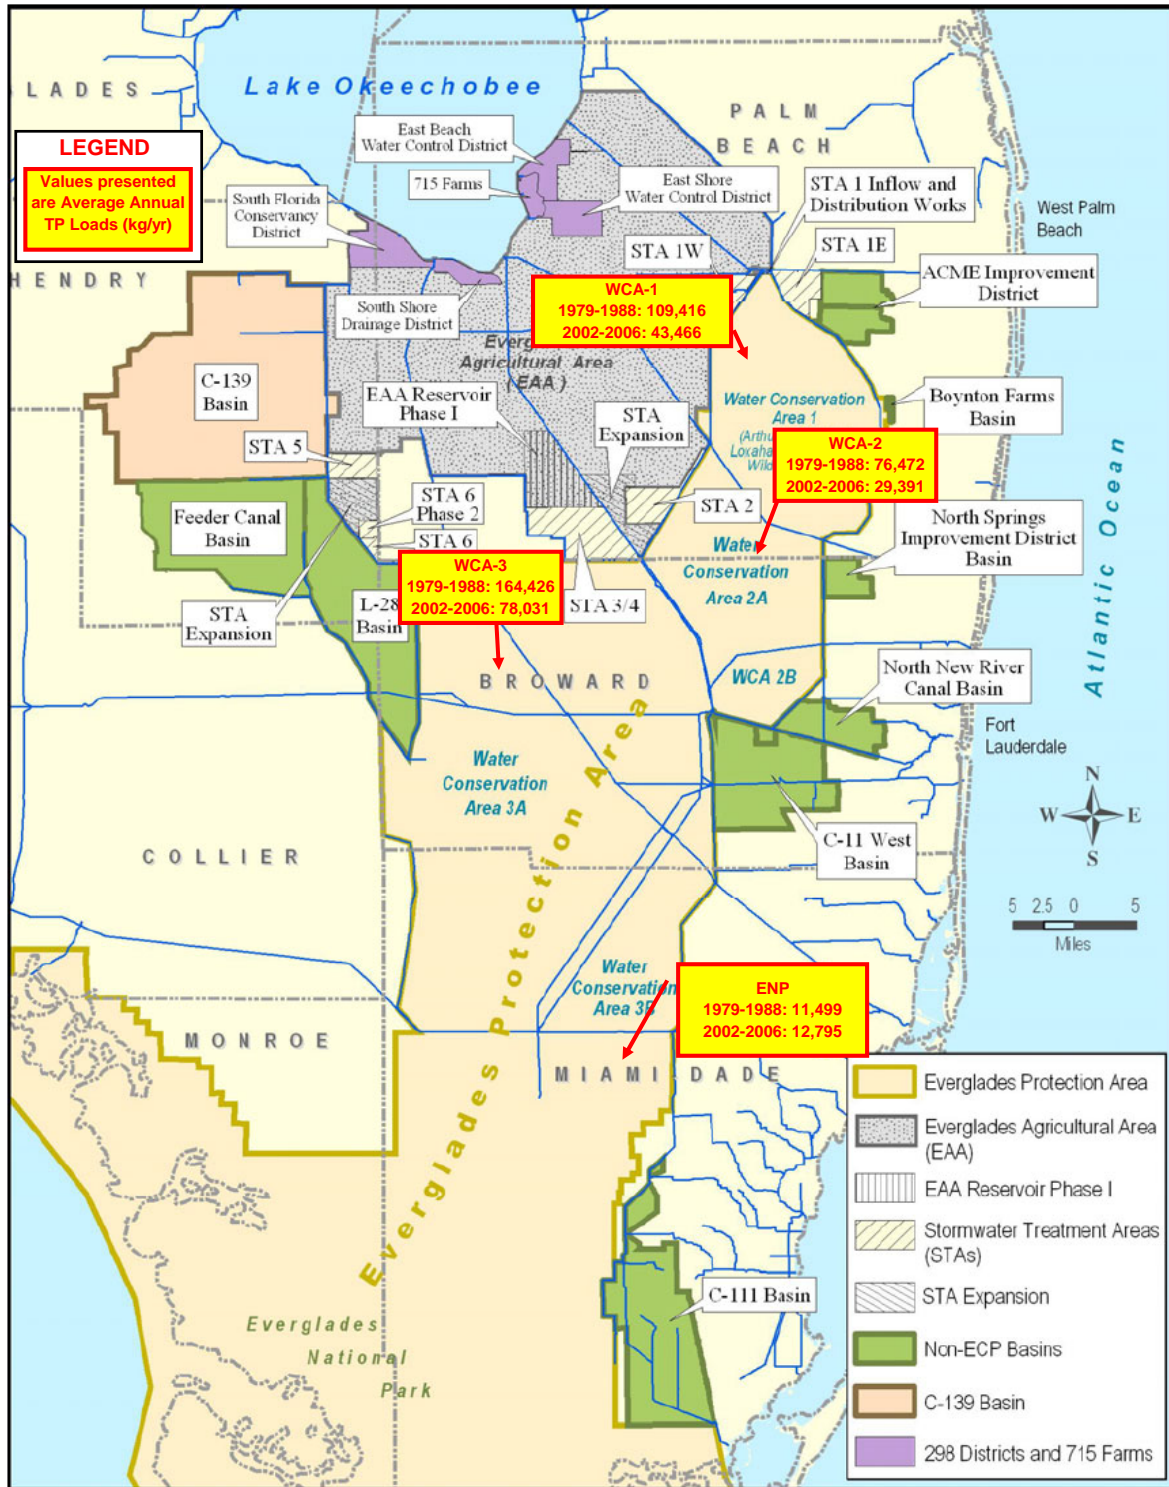 Lake Okeechobee
LADES
PALM
BEACH
LEGEND
Values presented
are Average Annual
TP Loads (kg/yr)
East Beach
Water Control District
715 Farms
South Florida
Conservancy
District
East Shore
Water Control District
STA 1 Inflow and
Distribution Works
West Palm
Beach
STA 1W
STA 1E
ACME Improvement
District
HENDRY
South Shore
Drainage District
WCA-1
1979-1988: 109,416
2002-2006: 43,466
Agricultural Area
(EAA)
C-139
Basin
EAA Reservoir
Phase I
STA
Expansion
Water Conservation
Area 1
Boynton Farms
Basin
STA 5
WCA-2
1979-1988: 76,472
2002-2006: 29,391
STA 6
Phase 2
STA 2
Feeder Canal
Basin
STA 6
North Springs
Improvement District
Basin
Atlantic Ocean
WCA-3
1979-1988: 164,426
2002-2006: 78,031
Water
Conservation
Area 2A
STA 3/4
STA
Expansion
L-28
Basin
BROWARD
WCA 2B
North New River
Canal Basin
Fort
Lauderdale
Water
Conservation
Area 3A
N
W
E
S
C-11 West
Basin
COLLIER
5 2.5 0 5
Miles
Everglades Protection Area
Water
Conservation
Area 3B
ENP
1979-1988: 11,499
2002-2006: 12,795
MONROE
MIAMI DADE
Everglades Protection Area
Everglades Agricultural Area
(EAA)
EAA Reservoir Phase I
Stormwater Treatment Areas
(STAs)
STA Expansion
Non-ECP Basins
C-139 Basin
298 Districts and 715 Farms
C-111 Basin
Everglades
National
Park